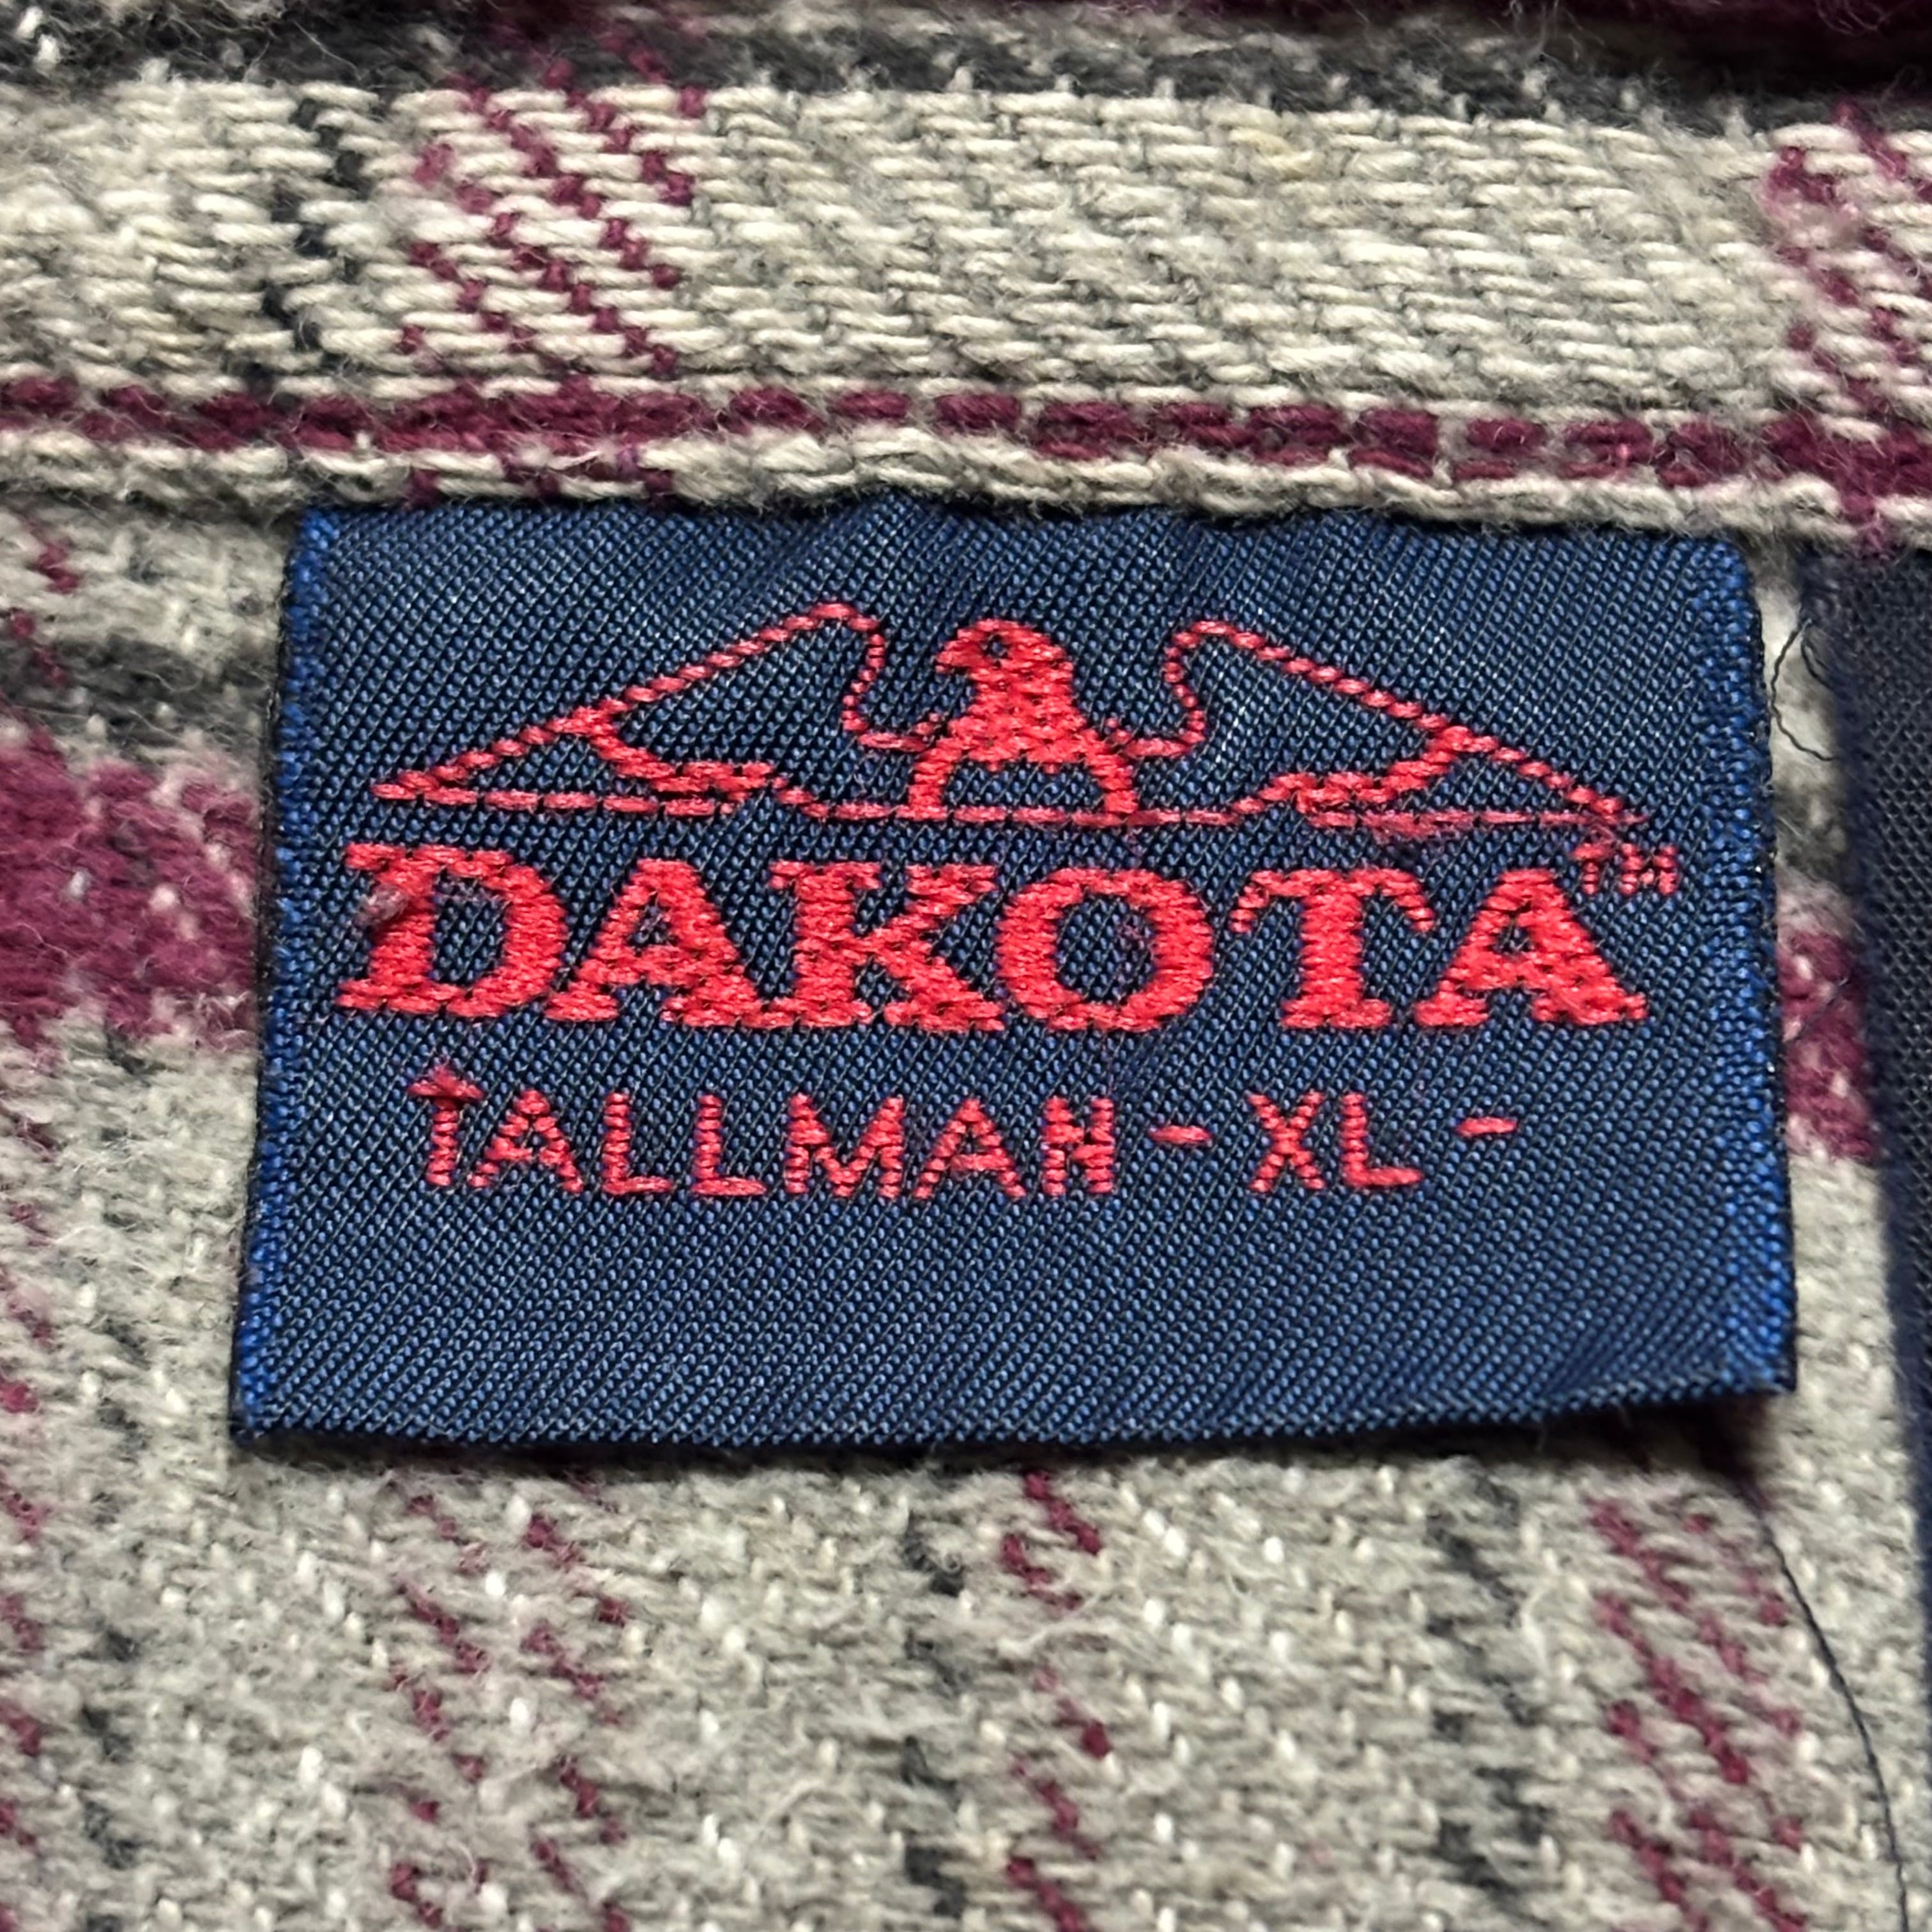 DAKOTA™
TALLMAN - XL -